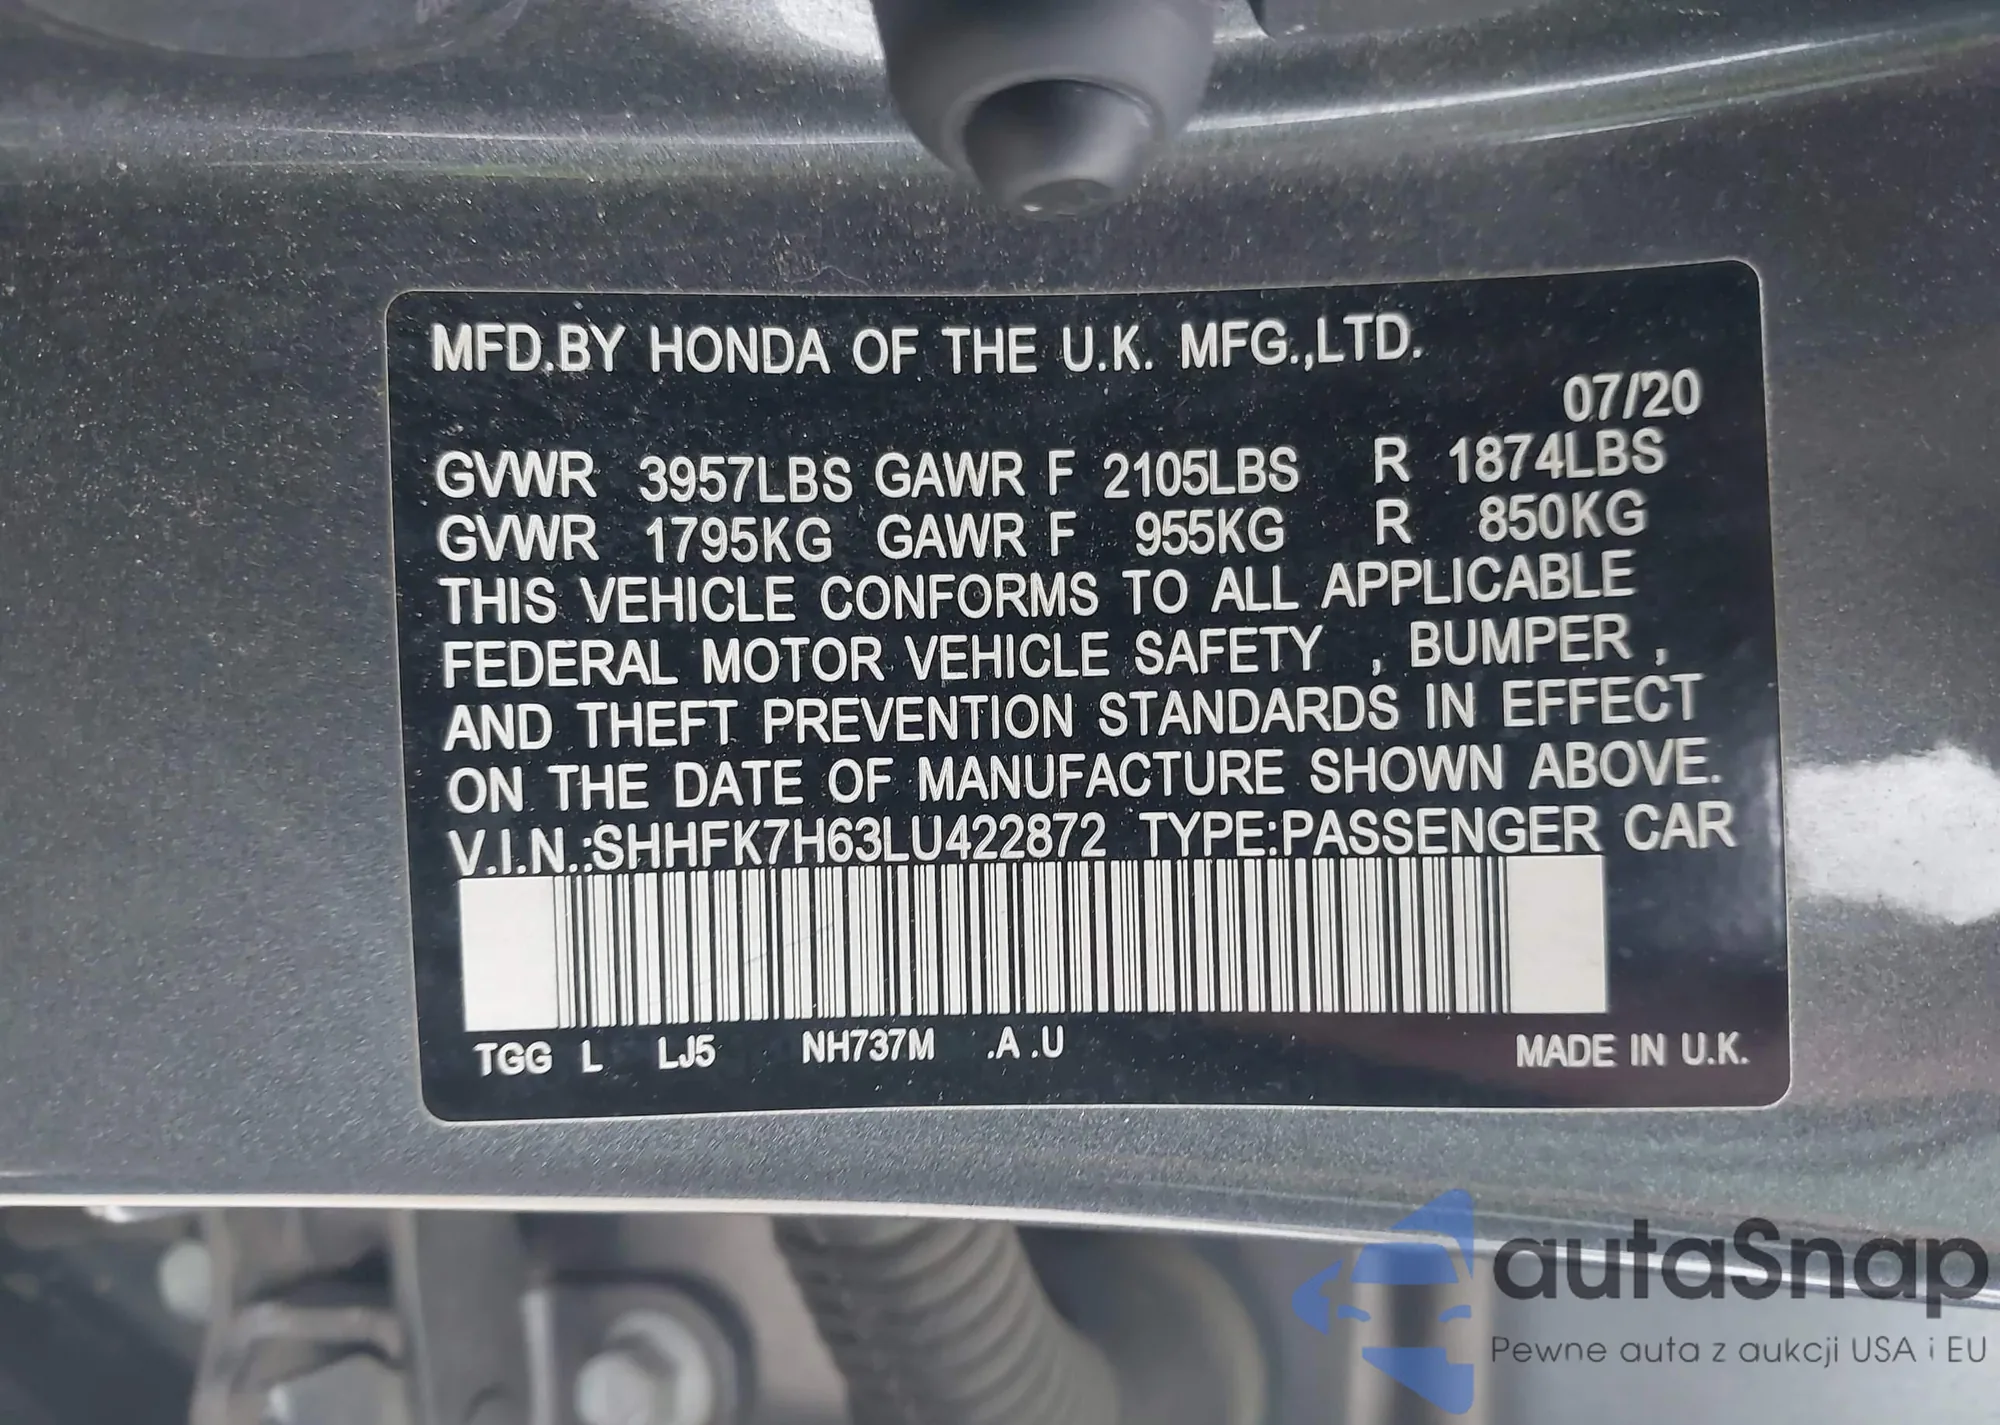 MFD.BY HONDA OF THE U.K. MFG.,LTD.
07/20
GVWR 3957LBS GAWR F 2105LBS R 1874LBS
GVWR 1795KG GAWR F 955KG R 850KG
THIS VEHICLE CONFORMS TO ALL APPLICABLE
FEDERAL MOTOR VEHICLE SAFETY , BUMPER ,
AND THEFT PREVENTION STANDARDS IN EFFECT
ON THE DATE OF MANUFACTURE SHOWN ABOVE.
V.I.N.:SHHFK7H63LU422872 TYPE:PASSENGER CAR
TGG L LJ5 NH737M .A .U MADE IN U.K.
autaSnap
Pewne auta z aukcji USA i EU